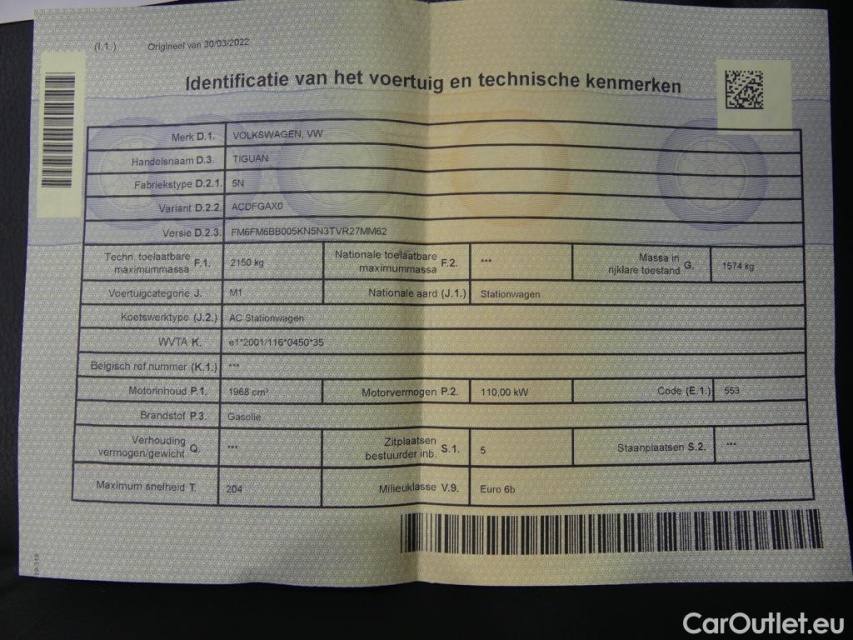 (I.1.) Origineel van 30/03/2022
Identificatie van het voertuig en technische kenmerken
Merk D.1. VOLKSWAGEN, VW
Handelsnaam D.3. TIGUAN
Fabriekstype D.2.1. 5N
Variant D.2.2. ACDFGAX0
Versie D.2.3. FM6FM6BB005KN5N3TVR27MM62
Techn. toelaatbare maximummassa F.1. 2150 kg Nationale toelaatbare maximummassa F.2. *** Massa in rijklare toestand G. 1574 kg
Voertuigcategorie J. M1 Nationale aard (J.1.) Stationwagen
Koetswerktype (J.2.) AC Stationwagen
WVTA K. e1*2001/116*0450*35
Belgisch ref nummer (K.1.) ***
Motorinhoud P.1. 1968 cm³ Motorvermogen P.2. 110,00 kW Code (E.1.) 553
Brandstof P.3. Gasolie
Verhouding vermogen/gewicht Q. *** Zitplaatsen bestuurder inb. S.1. 5 Staanplaatsen S.2. ***
Maximum snelheid T. 204 Milieuklasse V.9. Euro 6b
CarOutlet.eu